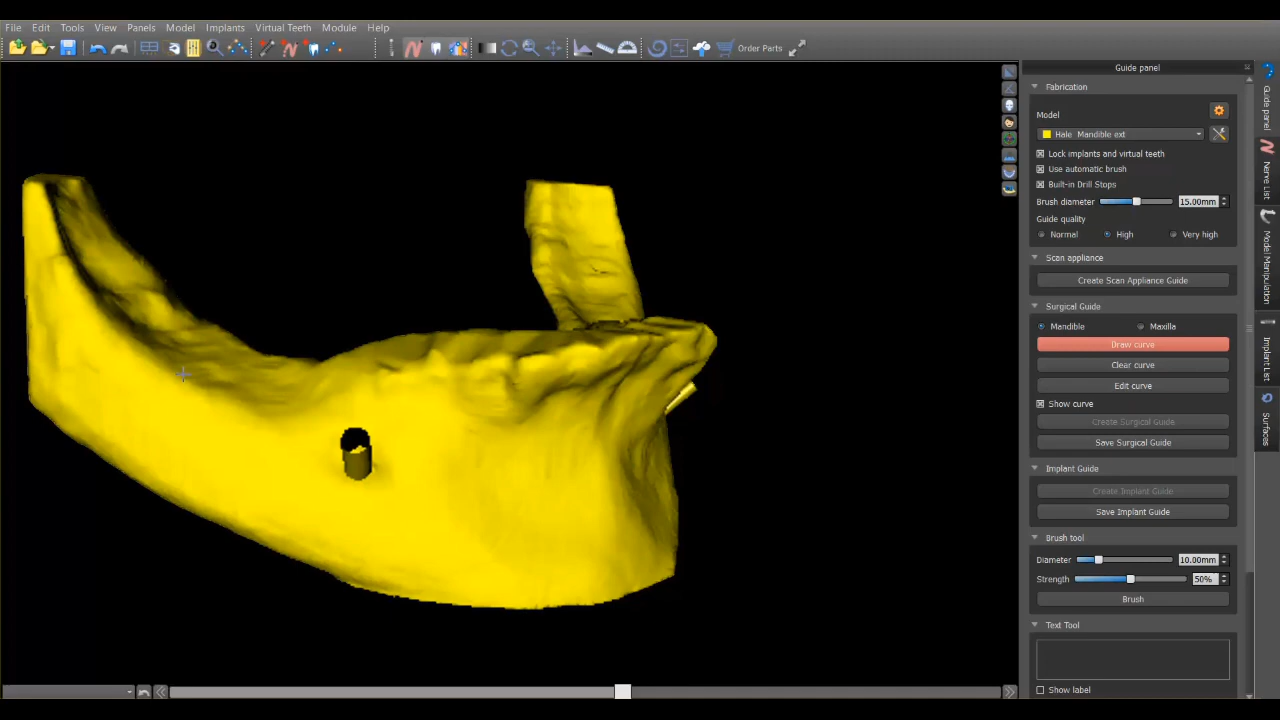 File Edit Tools View Panels Model Implants Virtual Teeth Module Help
Order Parts
Guide panel
Fabrication
Model
Hale Mandible ext
Lock implants and virtual teeth
Use automatic brush
Built-in Drill Stops
Brush diameter 15.00mm
Guide quality
Normal High Very high
Scan appliance
Create Scan Appliance Guide
Surgical Guide
Mandible Maxilla
Draw curve
Clear curve
Edit curve
Show curve
Create Surgical Guide
Save Surgical Guide
Implant Guide
Create Implant Guide
Save Implant Guide
Brush tool
Diameter 10.00mm
Strength 50%
Brush
Text Tool
Show label
Guide panel
Nerve List
Model Manipulation
Implant List
Surfaces